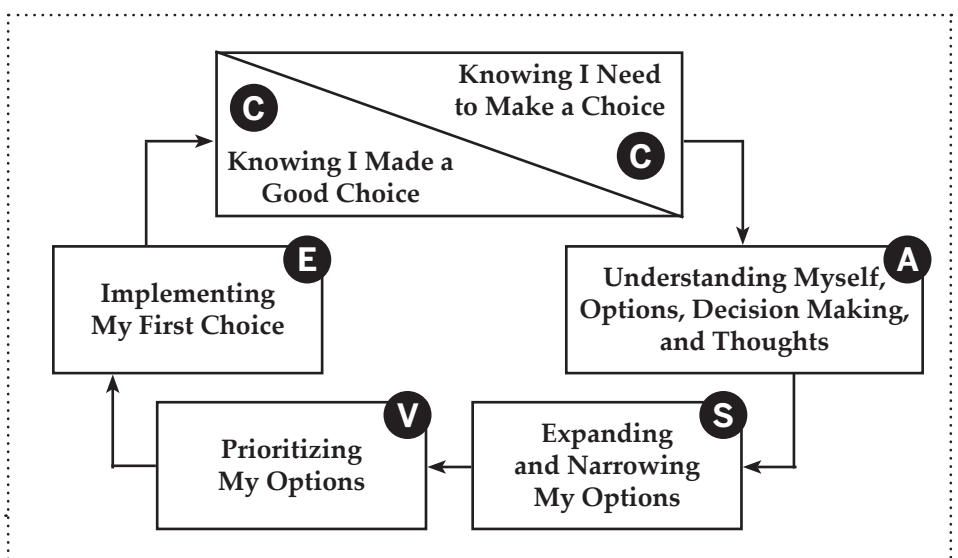 Knowing I Need
to Make a Choice
C
C
Knowing I Made a
Good Choice
A
Understanding Myself,
Options, Decision Making,
and Thoughts
S
Expanding
and Narrowing
My Options
V
Prioritizing
My Options
E
Implementing
My First Choice